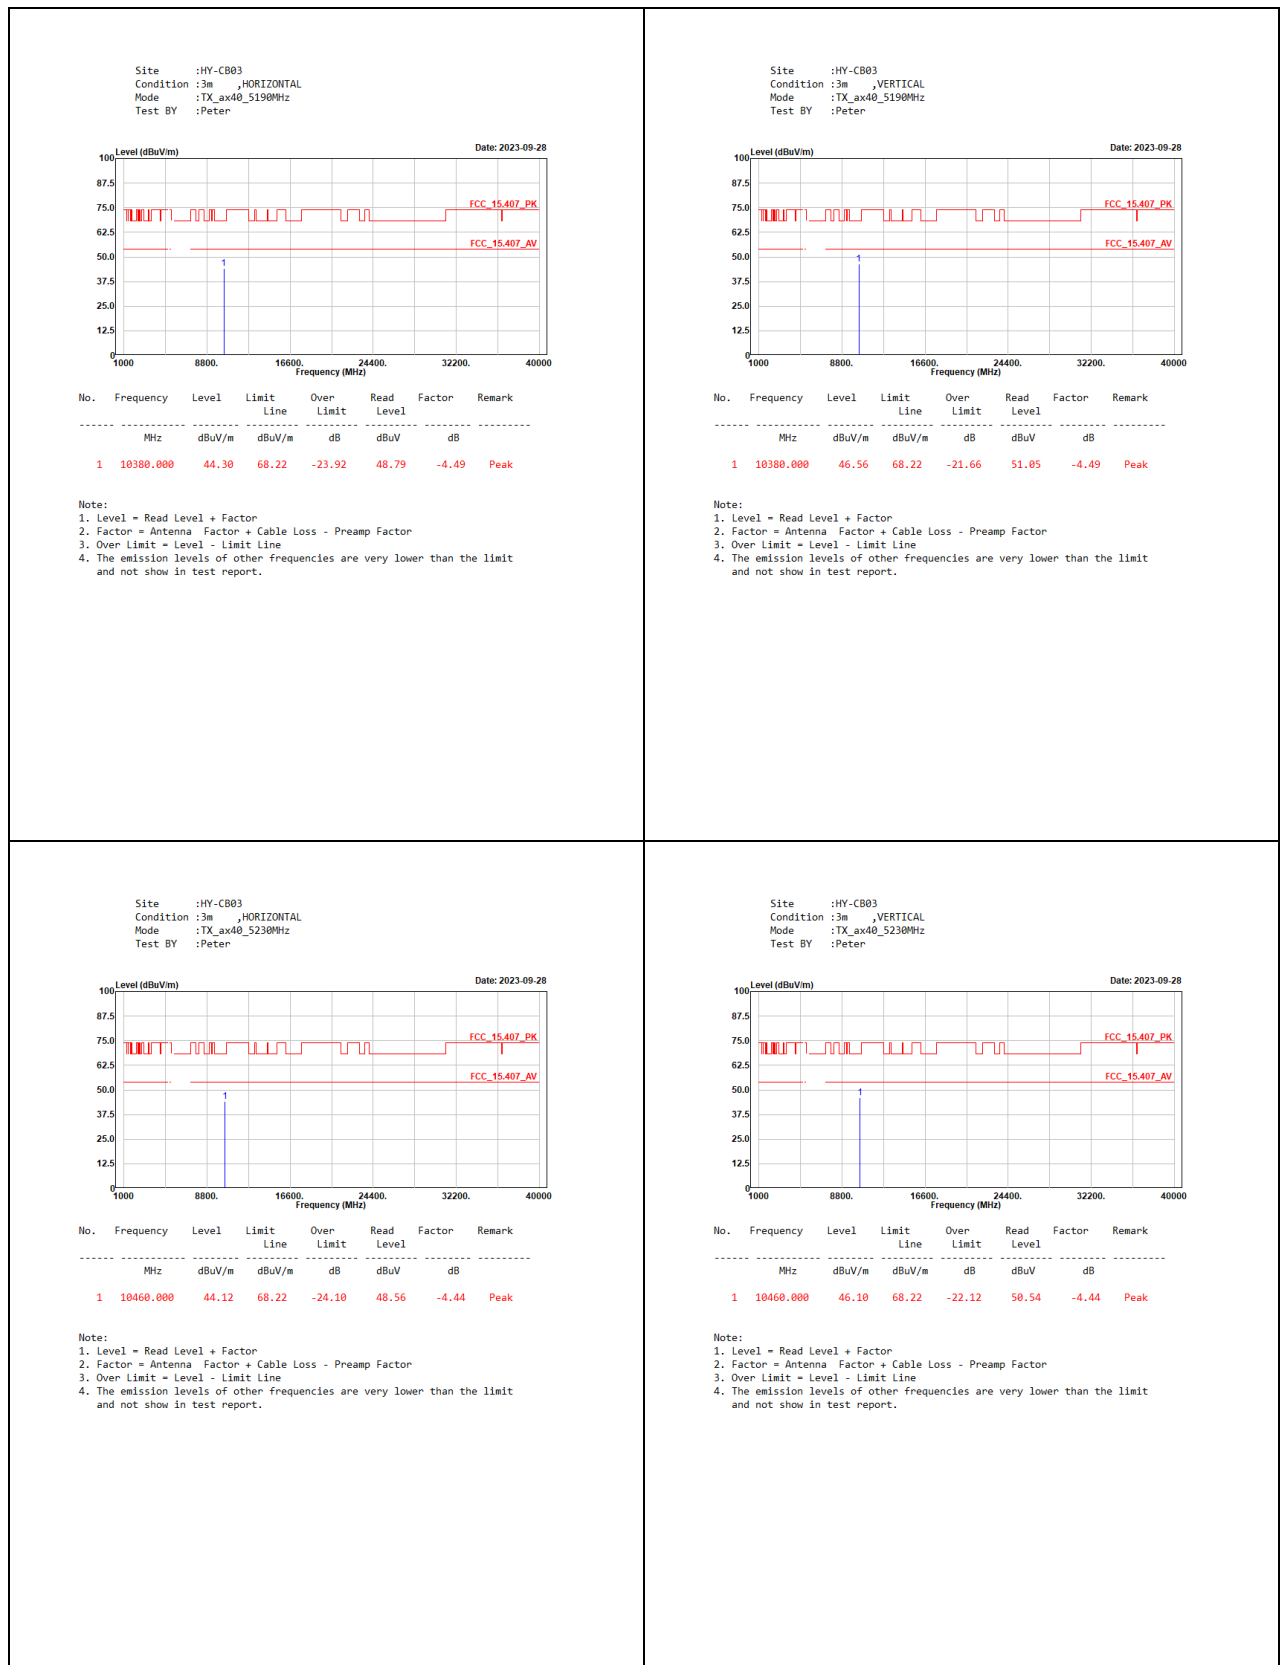 Site      :HY-CB03
Condition :3m    ,HORIZONTAL
Mode      :TX_ax40_5190MHz
Test BY   :Peter
Level (dBuV/m)
Date: 2023-09-28
100
87.5
75.0
FCC_15.407_PK
62.5
FCC_15.407_AV
50.0
1
37.5
25.0
12.5
0
1000 8800. 16600. 24400. 32200. 40000
Frequency (MHz)
No. Frequency Level Limit Over Read Factor Remark
Line Limit Level
------ ----------- -------- -------- --------- --------- -------- ---------
MHz dBuV/m dBuV/m dB dBuV dB
1 10380.000 44.30 68.22 -23.92 48.79 -4.49 Peak
Note:
1. Level = Read Level + Factor
2. Factor = Antenna  Factor + Cable Loss - Preamp Factor
3. Over Limit = Level - Limit Line
4. The emission levels of other frequencies are very lower than the limit
and not show in test report.
Site      :HY-CB03
Condition :3m    ,VERTICAL
Mode      :TX_ax40_5190MHz
Test BY   :Peter
Level (dBuV/m)
Date: 2023-09-28
100
87.5
75.0
FCC_15.407_PK
62.5
FCC_15.407_AV
50.0
1
37.5
25.0
12.5
0
1000 8800. 16600. 24400. 32200. 40000
Frequency (MHz)
No. Frequency Level Limit Over Read Factor Remark
Line Limit Level
------ ----------- -------- -------- --------- --------- -------- ---------
MHz dBuV/m dBuV/m dB dBuV dB
1 10380.000 46.56 68.22 -21.66 51.05 -4.49 Peak
Note:
1. Level = Read Level + Factor
2. Factor = Antenna  Factor + Cable Loss - Preamp Factor
3. Over Limit = Level - Limit Line
4. The emission levels of other frequencies are very lower than the limit
and not show in test report.
Site      :HY-CB03
Condition :3m    ,HORIZONTAL
Mode      :TX_ax40_5230MHz
Test BY   :Peter
Level (dBuV/m)
Date: 2023-09-28
100
87.5
75.0
FCC_15.407_PK
62.5
FCC_15.407_AV
50.0
1
37.5
25.0
12.5
0
1000 8800. 16600. 24400. 32200. 40000
Frequency (MHz)
No. Frequency Level Limit Over Read Factor Remark
Line Limit Level
------ ----------- -------- -------- --------- --------- -------- ---------
MHz dBuV/m dBuV/m dB dBuV dB
1 10460.000 44.12 68.22 -24.10 48.56 -4.44 Peak
Note:
1. Level = Read Level + Factor
2. Factor = Antenna  Factor + Cable Loss - Preamp Factor
3. Over Limit = Level - Limit Line
4. The emission levels of other frequencies are very lower than the limit
and not show in test report.
Site      :HY-CB03
Condition :3m    ,VERTICAL
Mode      :TX_ax40_5230MHz
Test BY   :Peter
Level (dBuV/m)
Date: 2023-09-28
100
87.5
75.0
FCC_15.407_PK
62.5
FCC_15.407_AV
50.0
1
37.5
25.0
12.5
0
1000 8800. 16600. 24400. 32200. 40000
Frequency (MHz)
No. Frequency Level Limit Over Read Factor Remark
Line Limit Level
------ ----------- -------- -------- --------- --------- -------- ---------
MHz dBuV/m dBuV/m dB dBuV dB
1 10460.000 46.10 68.22 -22.12 50.54 -4.44 Peak
Note:
1. Level = Read Level + Factor
2. Factor = Antenna  Factor + Cable Loss - Preamp Factor
3. Over Limit = Level - Limit Line
4. The emission levels of other frequencies are very lower than the limit
and not show in test report.